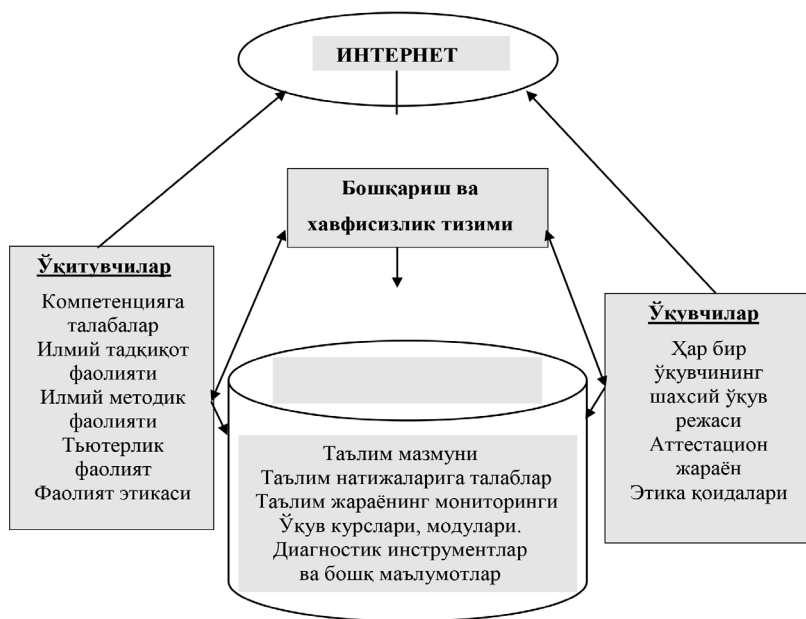 ИНТЕРНЕТ
Бошқариш ва
хавфисизлик тизими
Ўқитувчилар
Компетенцияга
талабалар
Илмий тадқиқот
фаолияти
Илмий методик
фаолияти
Тьютерлик
фаолият
Фаолият этикаси
Ўқувчилар
Ҳар бир
ўқувчининг
шахсий ўқув
режаси
Аттестацион
жараён
Этика қоидалари
Таълим мазмуни
Таълим натижаларига талаблар
Таълим жараёнинг мониторинги
Ўқув курслари, модулари.
Диагностик инструментлар
ва бошқ маълумотлар